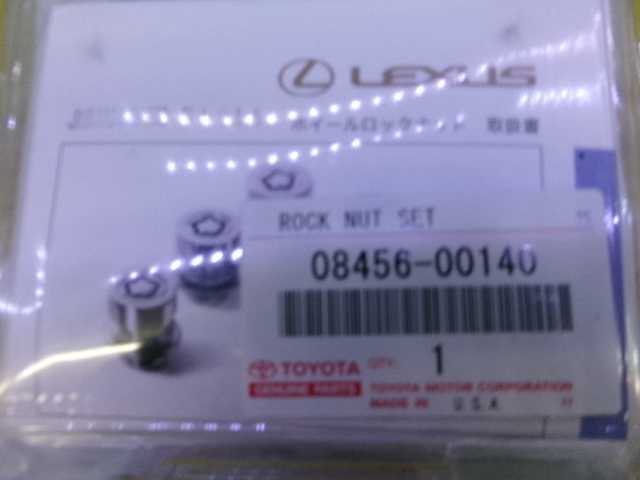 LEXUS
ホイールロックナット 取扱書
ROCK NUT SET
08456-00140
TOYOTA QTY. 1
GENUINE PARTS TOYOTA MOTOR CORPORATION
MADE IN U.S.A